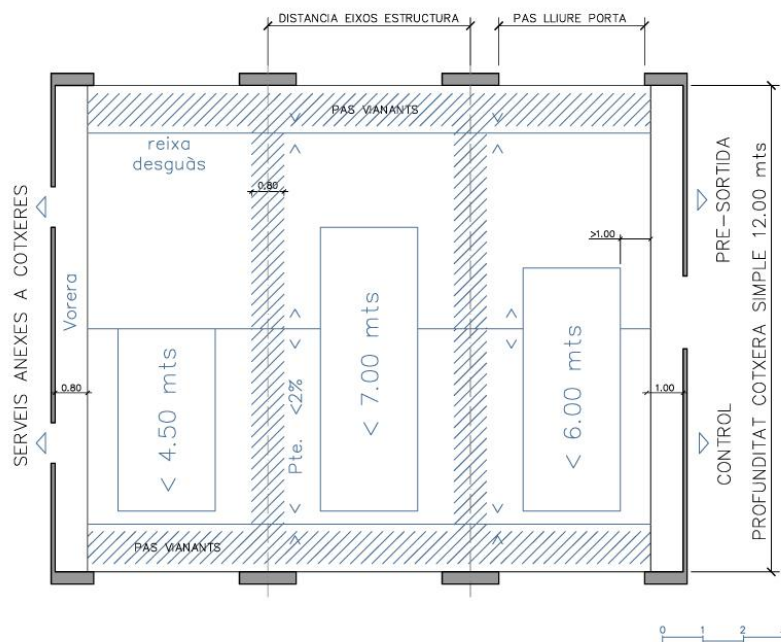 DISTANCIA EIXOS ESTRUCTURA
PAS LLIURE PORTA
PAS VIANANTS
reixa
desguàs
0.80
>1.00
SERVEIS ANEXES A COTXERES
Vorera
0.80
< 4.50 mts
Pte. <2%
< 7.00 mts
< 6.00 mts
1.00
PRE-SORTIDA
CONTROL
PROFUNDITAT COTXERA SIMPLE 12.00 mts
PAS VIANANTS
0 1 2